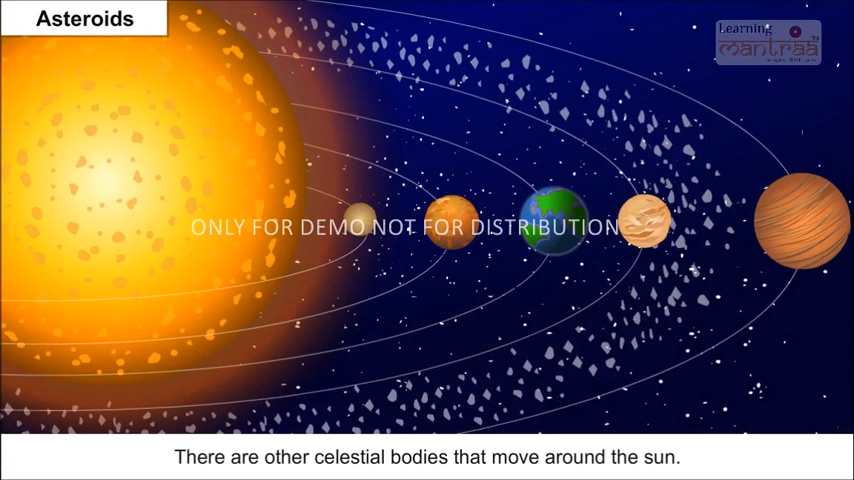 Asteroids
Learning
mantraa
ONLY FOR DEMO NOT FOR DISTRIBUTION
There are other celestial bodies that move around the sun.